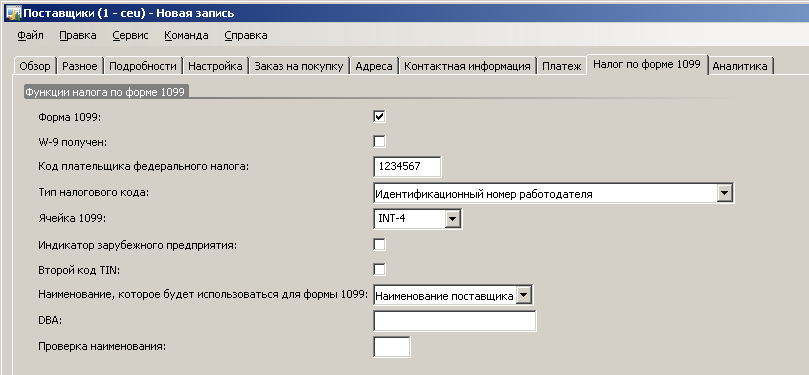 Поставщики (1 - ceu) - Новая запись
Файл Правка Сервис Команда Справка
Обзор Разное Подробности Настройка Заказ на покупку Адреса Контактная информация Платеж Налог по форме 1099 Аналитика
Функции налога по форме 1099
Форма 1099:
W-9 получен:
Код плательщика федерального налога: 1234567
Тип налогового кода: Идентификационный номер работодателя
Ячейка 1099: INT-4
Индикатор зарубежного предприятия:
Второй код TIN:
Наименование, которое будет использоваться для формы 1099: Наименование поставщика
DBA:
Проверка наименования: